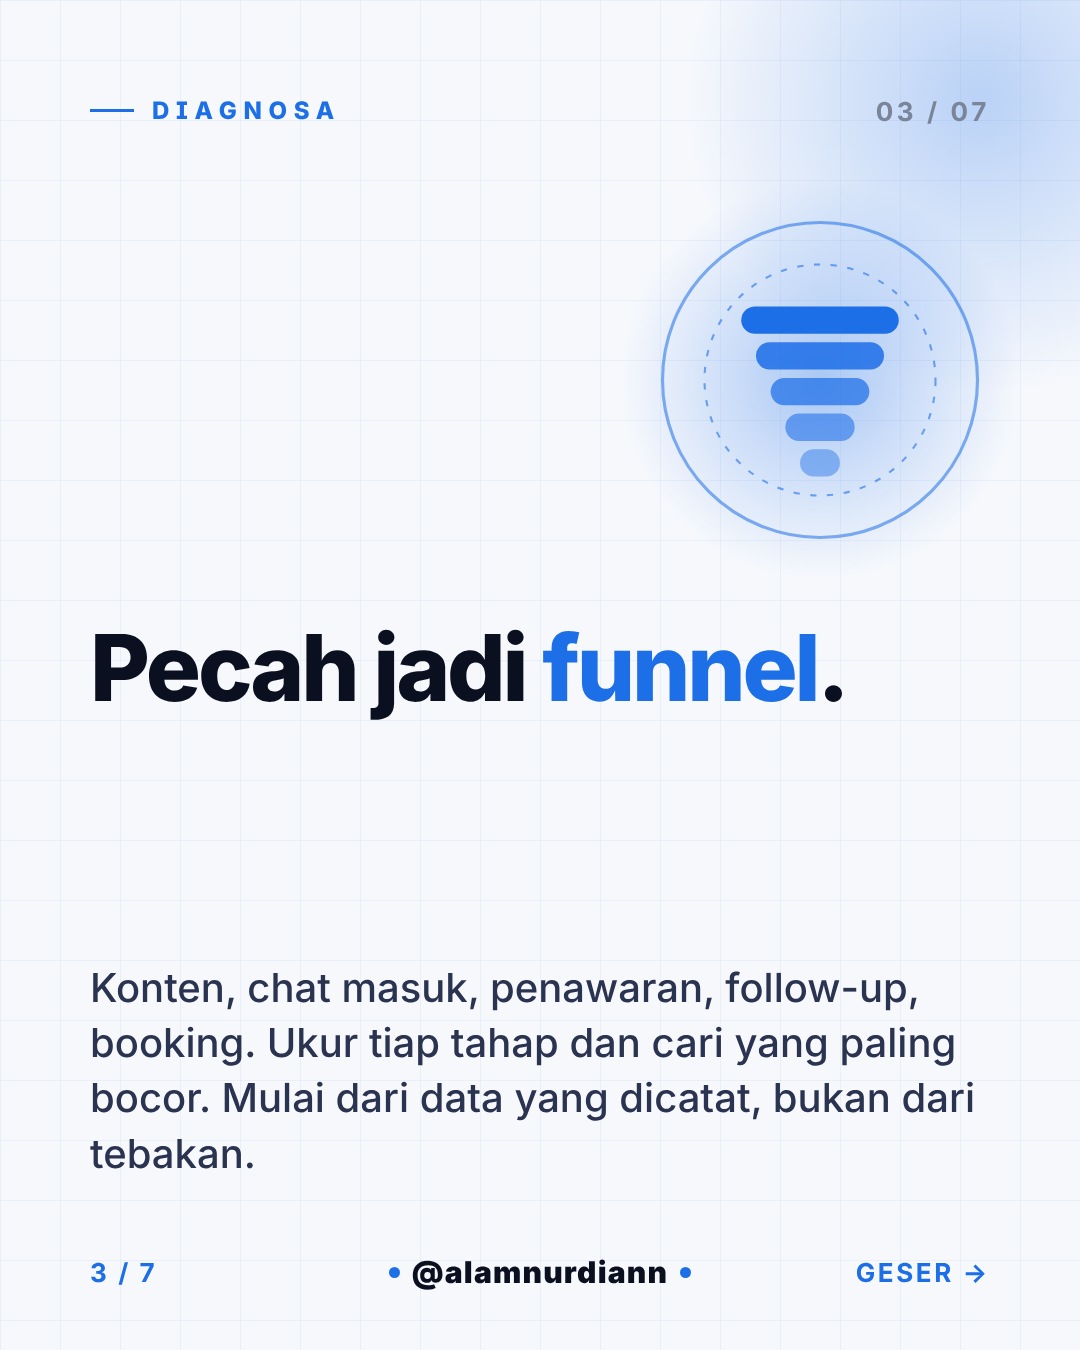 DIAGNOSA
03 / 07
Pecah jadi funnel.
Konten, chat masuk, penawaran, follow-up,
booking. Ukur tiap tahap dan cari yang paling
bocor. Mulai dari data yang dicatat, bukan dari
tebakan.
3 / 7
• @alamnurdiann •
GESER →